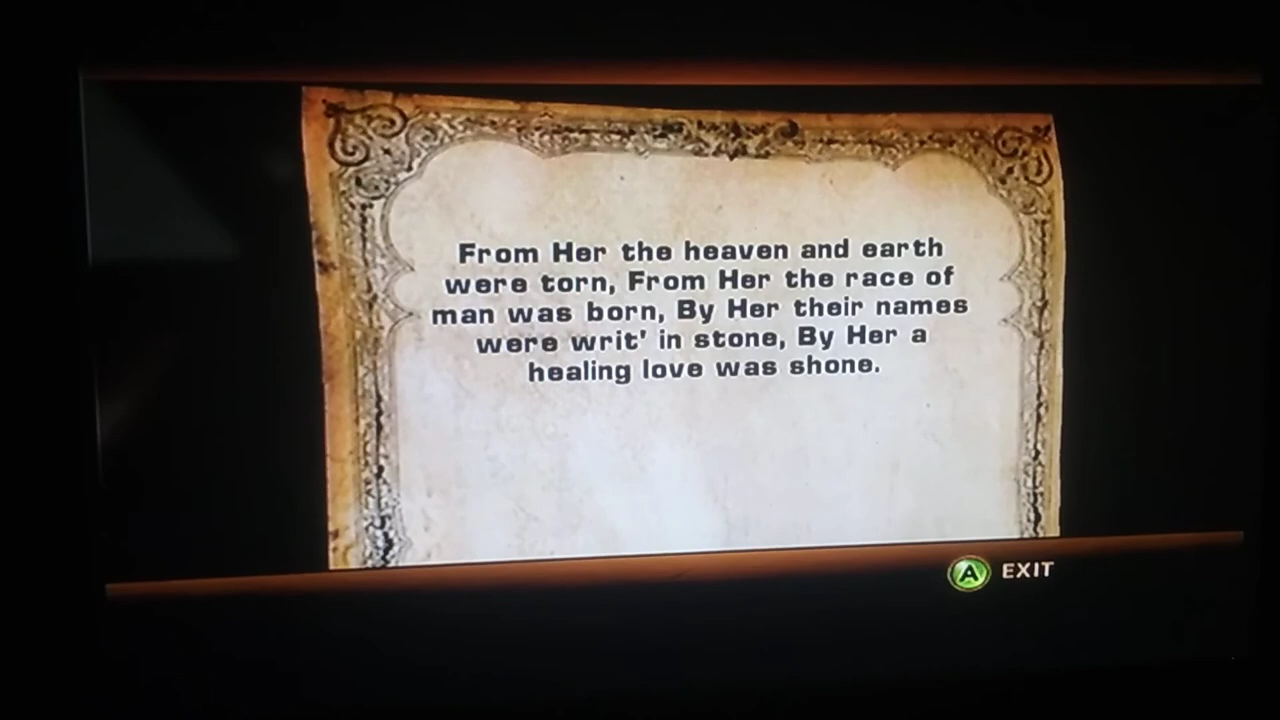 From Her the heaven and earth
were torn, From Her the race of
man was born, By Her their names
were writ' in stone, By Her a
healing love was shone.
A EXIT